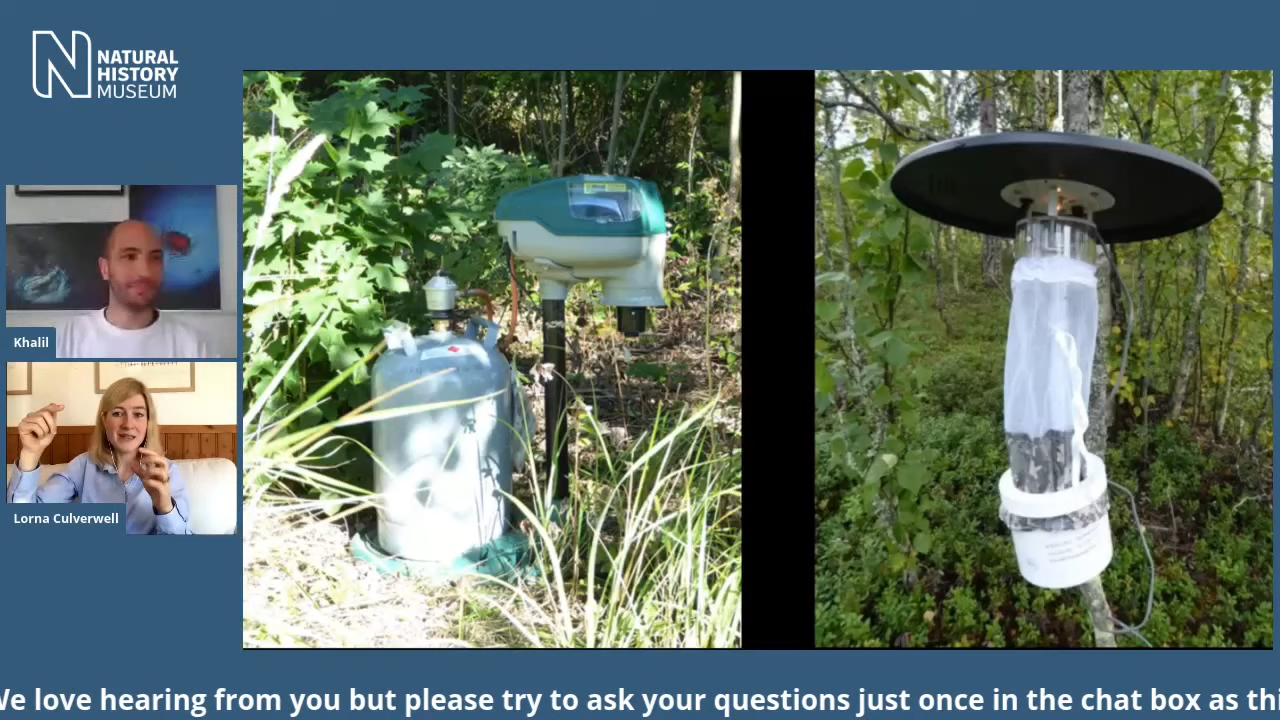 NATURAL
HISTORY
MUSEUM
Khalil
Lorna Culverwell
We love hearing from you but please try to ask your questions just once in the chat box as thi